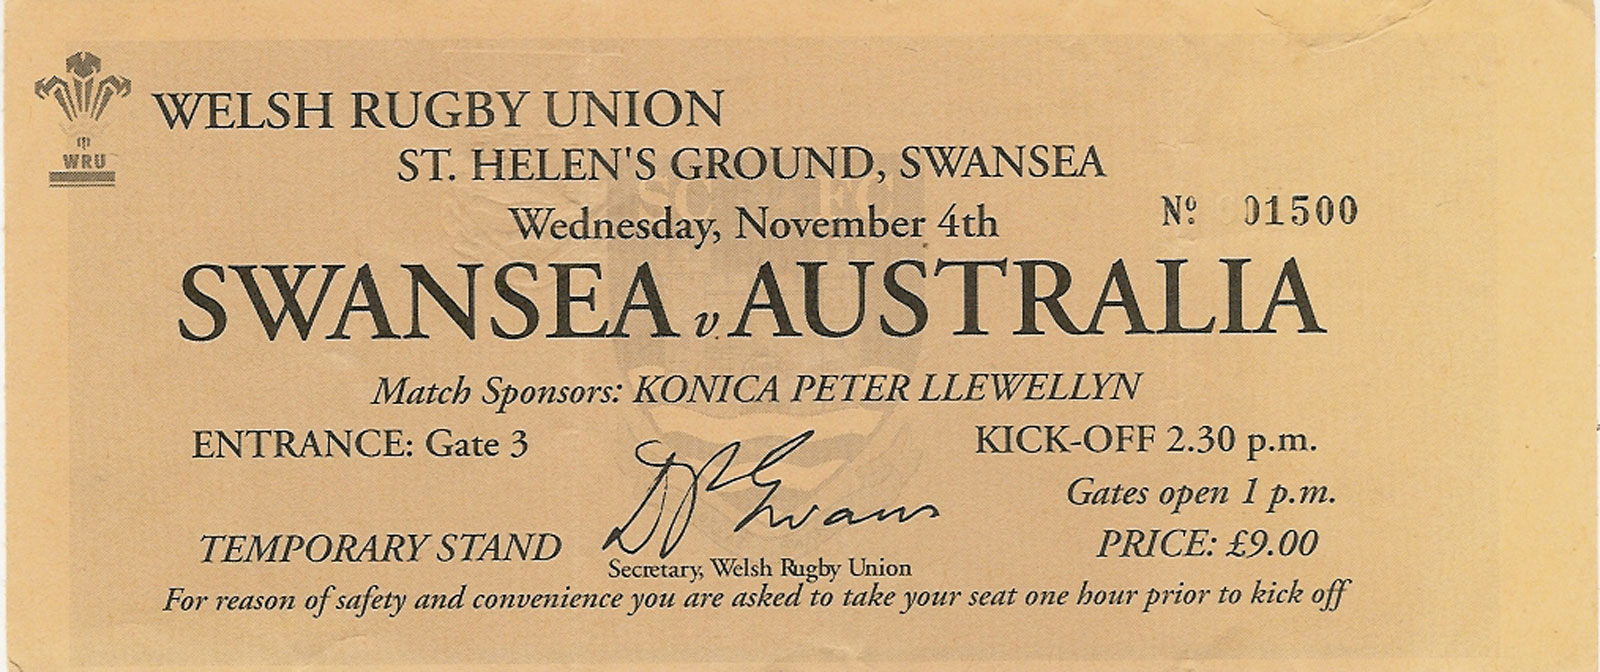 WRU
WELSH RUGBY UNION
ST. HELEN'S GROUND, SWANSEA
Wednesday, November 4th
Nº 001500
SWANSEA v. AUSTRALIA
Match Sponsors: KONICA PETER LLEWELLYN
ENTRANCE: Gate 3
KICK-OFF 2.30 p.m.
Gates open 1 p.m.
TEMPORARY STAND
PRICE: £9.00
D P Evans
Secretary, Welsh Rugby Union
For reason of safety and convenience you are asked to take your seat one hour prior to kick off